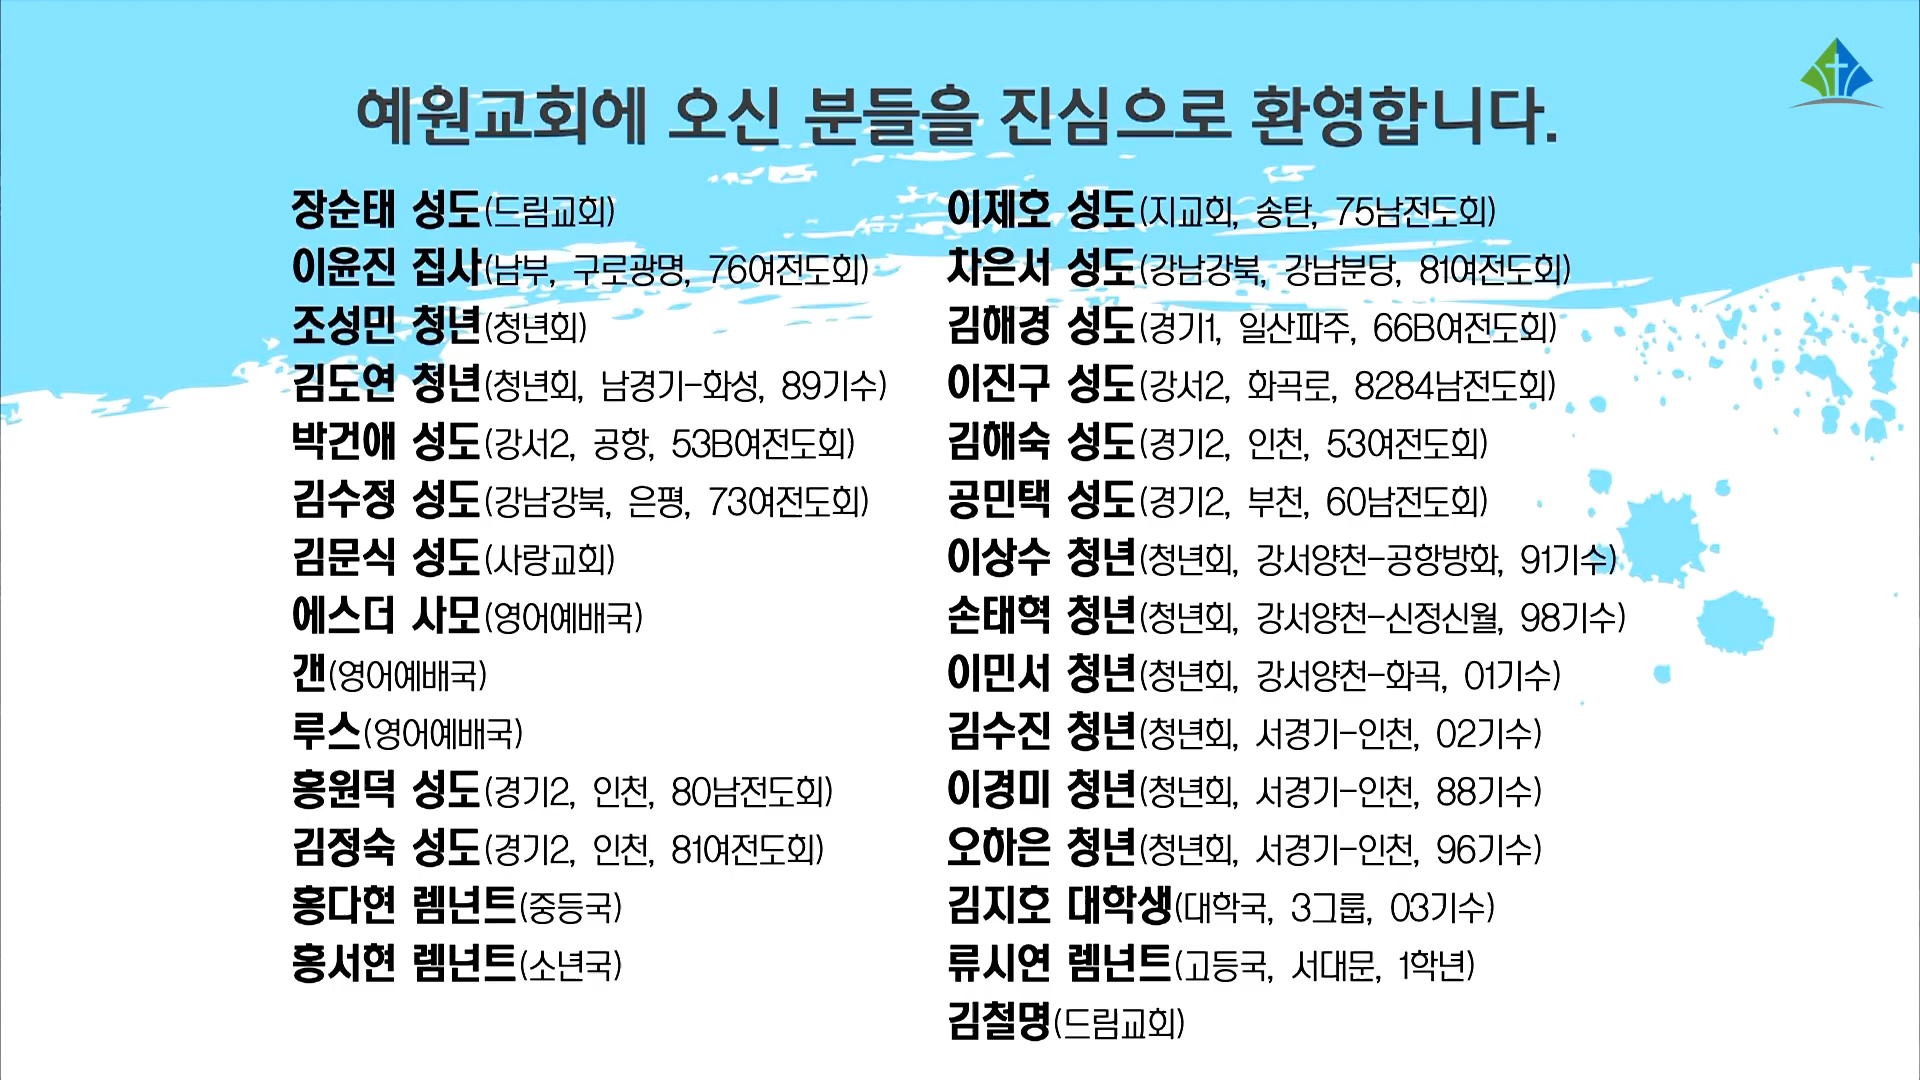 예원교회에 오신 분들을 진심으로 환영합니다.
장순태 성도(드림교회)
이윤진 집사(남부, 구로광명, 76여전도회)
조성민 청년(청년회)
김도연 청년(청년회, 남경기-화성, 89기수)
박건애 성도(강서2, 공항, 53B여전도회)
김수정 성도(강남강북, 은평, 73여전도회)
김문식 성도(사랑교회)
에스더 사모(영어예배국)
갠(영어예배국)
루스(영어예배국)
홍원덕 성도(경기2, 인천, 80남전도회)
김정숙 성도(경기2, 인천, 81여전도회)
홍다현 렘넌트(중등국)
홍서현 렘넌트(소년국)
이제호 성도(지교회, 송탄, 75남전도회)
차은서 성도(강남강북, 강남분당, 81여전도회)
김해경 성도(경기1, 일산파주, 66B여전도회)
이진구 성도(강서2, 화곡로, 8284남전도회)
김해숙 성도(경기2, 인천, 53여전도회)
공민택 성도(경기2, 부천, 60남전도회)
이상수 청년(청년회, 강서양천-공항방화, 91기수)
손태혁 청년(청년회, 강서양천-신정신월, 98기수)
이민서 청년(청년회, 강서양천-화곡, 01기수)
김수진 청년(청년회, 서경기-인천, 02기수)
이경미 청년(청년회, 서경기-인천, 88기수)
오하은 청년(청년회, 서경기-인천, 96기수)
김지호 대학생(대학국, 3그룹, 03기수)
류시연 렘넌트(고등국, 서대문, 1학년)
김철명(드림교회)